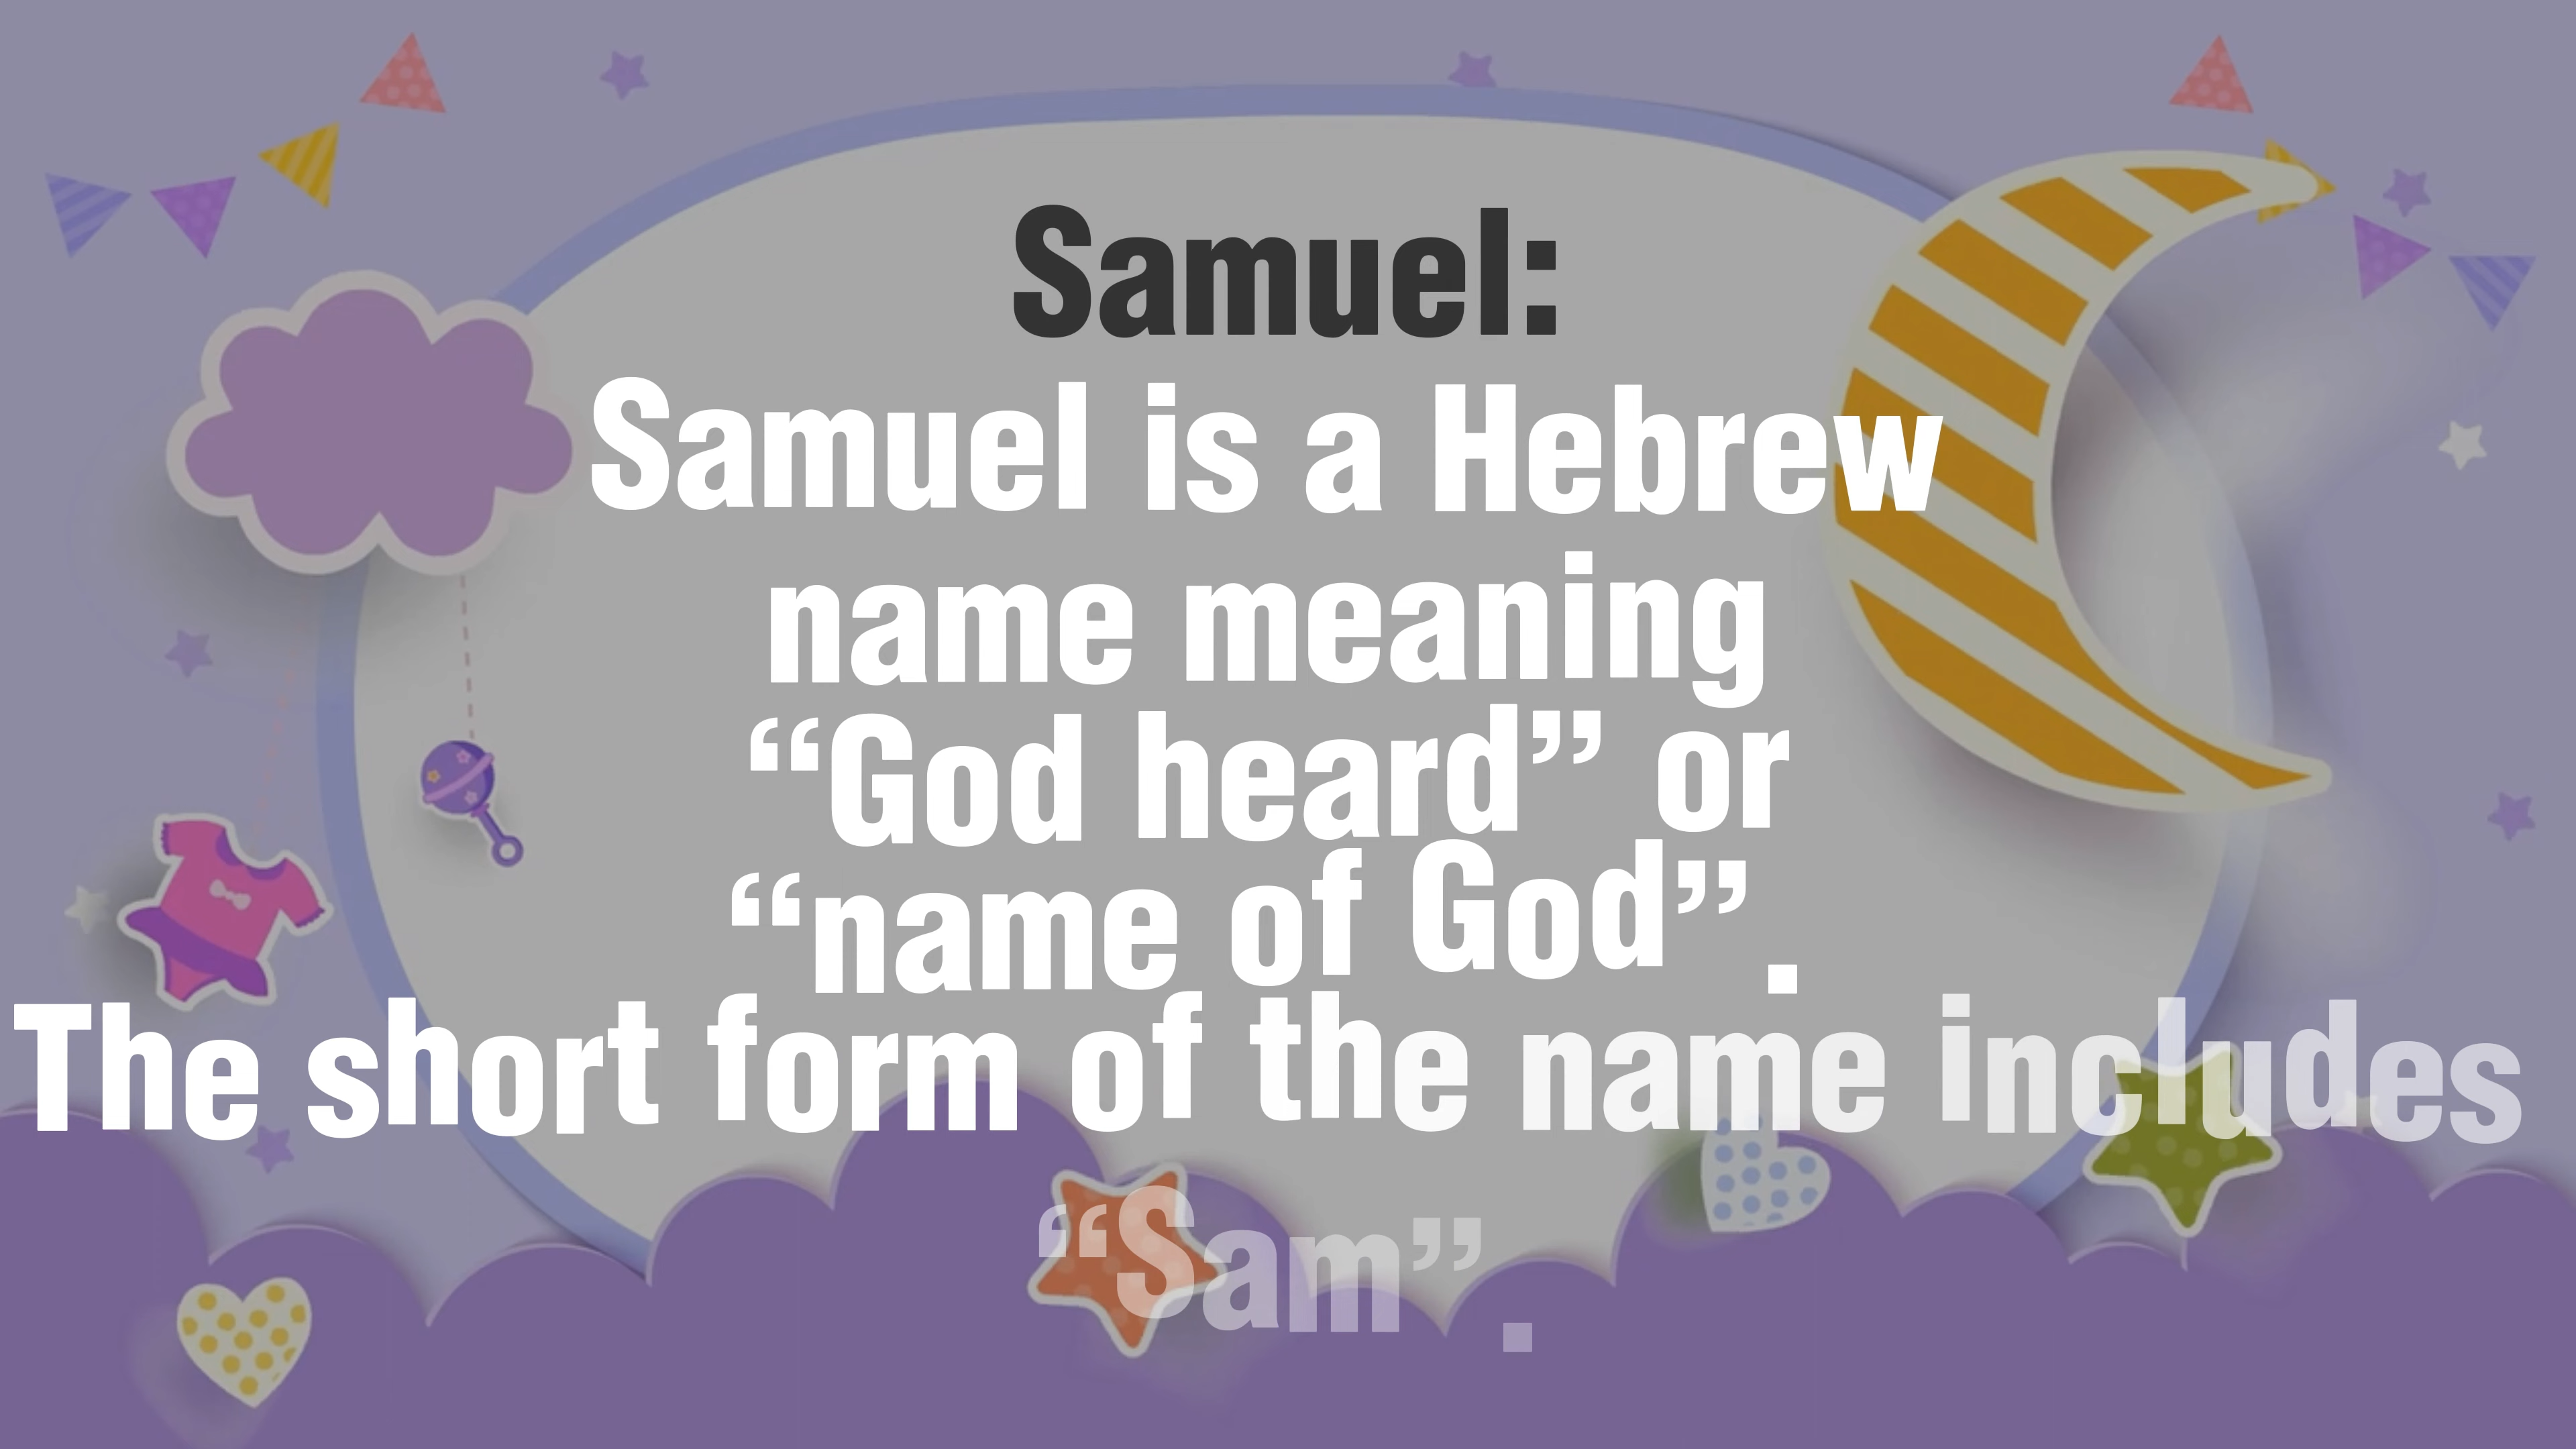 Samuel:
Samuel is a Hebrew
name meaning
“God heard” or
“name of God”.
The short form of the name includes
“Sam”.